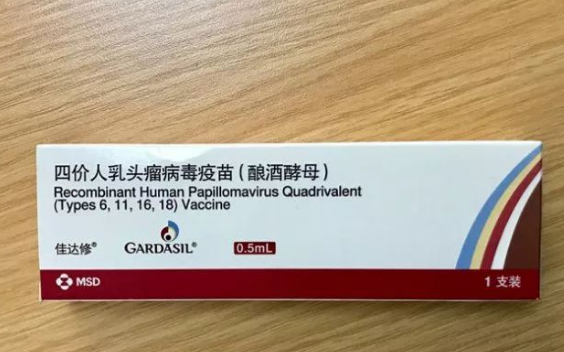 四价人乳头瘤病毒疫苗（酿酒酵母）
Recombinant Human Papillomavirus Quadrivalent
(Types 6, 11, 16, 18) Vaccine
佳达修® GARDASIL® 0.5mL
MSD 1 支装